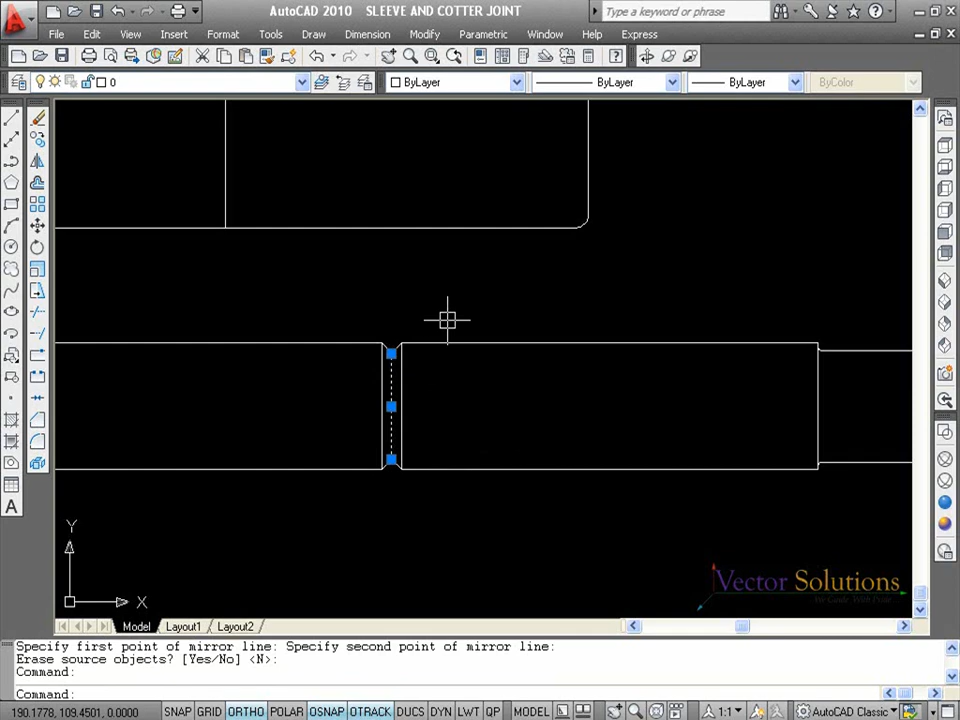 AutoCAD 2010 SLEEVE AND COTTER JOINT
Type a keyword or phrase
File Edit View Insert Format Tools Draw Dimension Modify Parametric Window Help Express
0 ByLayer ByLayer ByLayer ByColor
Y
X
A
Vector Solutions
Model Layout1 Layout2
Specify first point of mirror line: Specify second point of mirror line:
Erase source objects? [Yes/No] <N>:
Command:
Command:
190.1778, 109.4501, 0.0000 SNAP GRID ORTHO POLAR OSNAP OTRACK DUCS DYN LWT QP MODEL 1:1 AutoCAD Classic